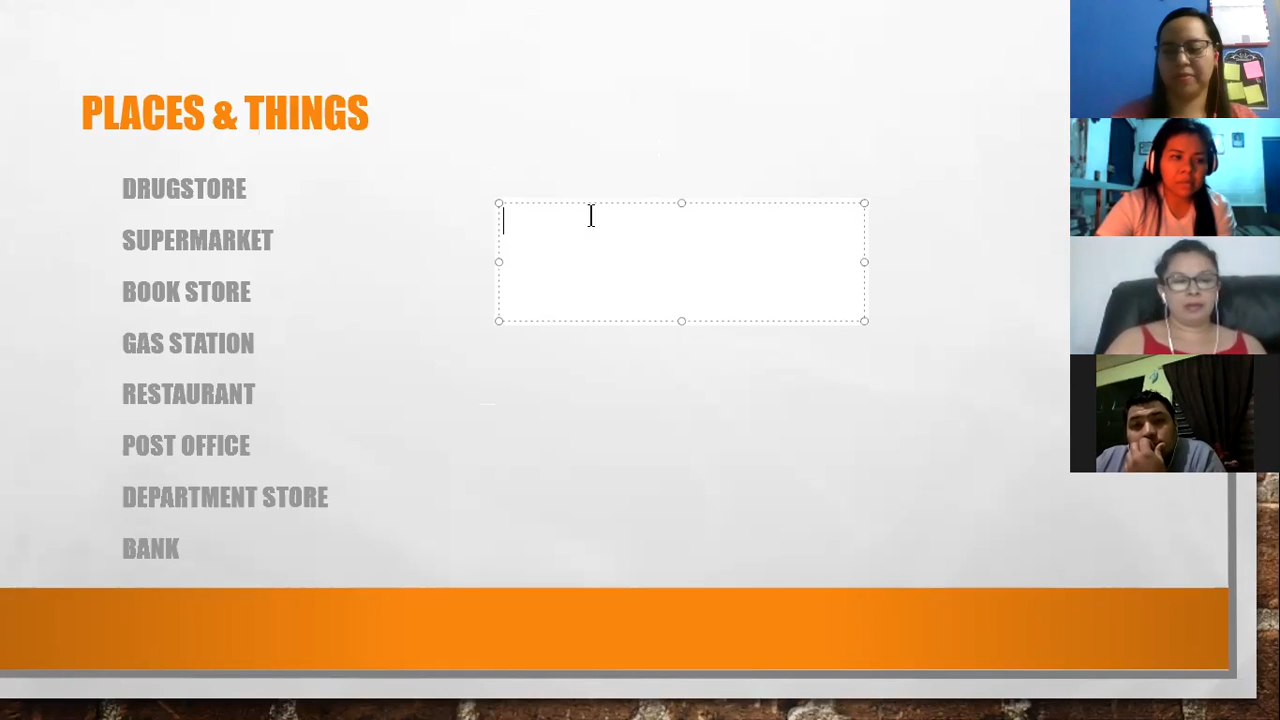 PLACES & THINGS
DRUGSTORE
SUPERMARKET
BOOK STORE
GAS STATION
RESTAURANT
POST OFFICE
DEPARTMENT STORE
BANK